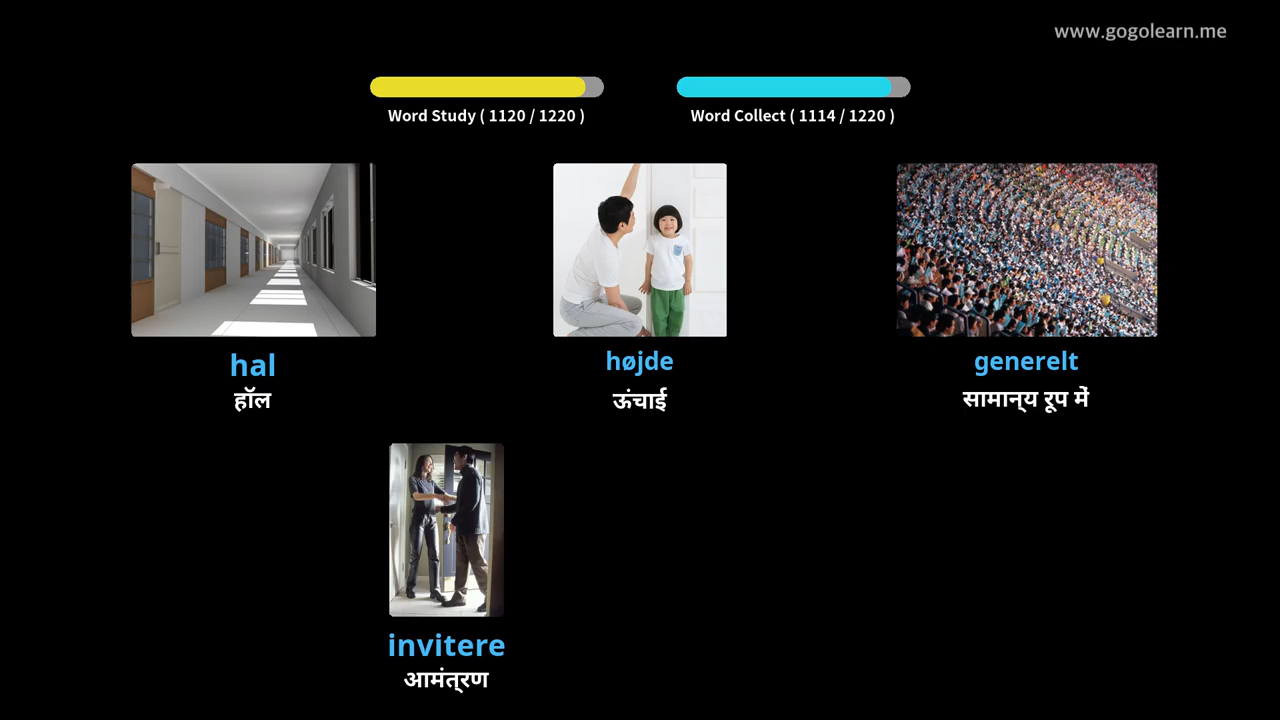 www.gogolearn.me
Word Study ( 1120 / 1220 )
Word Collect ( 1114 / 1220 )
hal
हॉल
højde
ऊंचाई
generelt
सामान्य रूप में
invitere
आमंत्रण